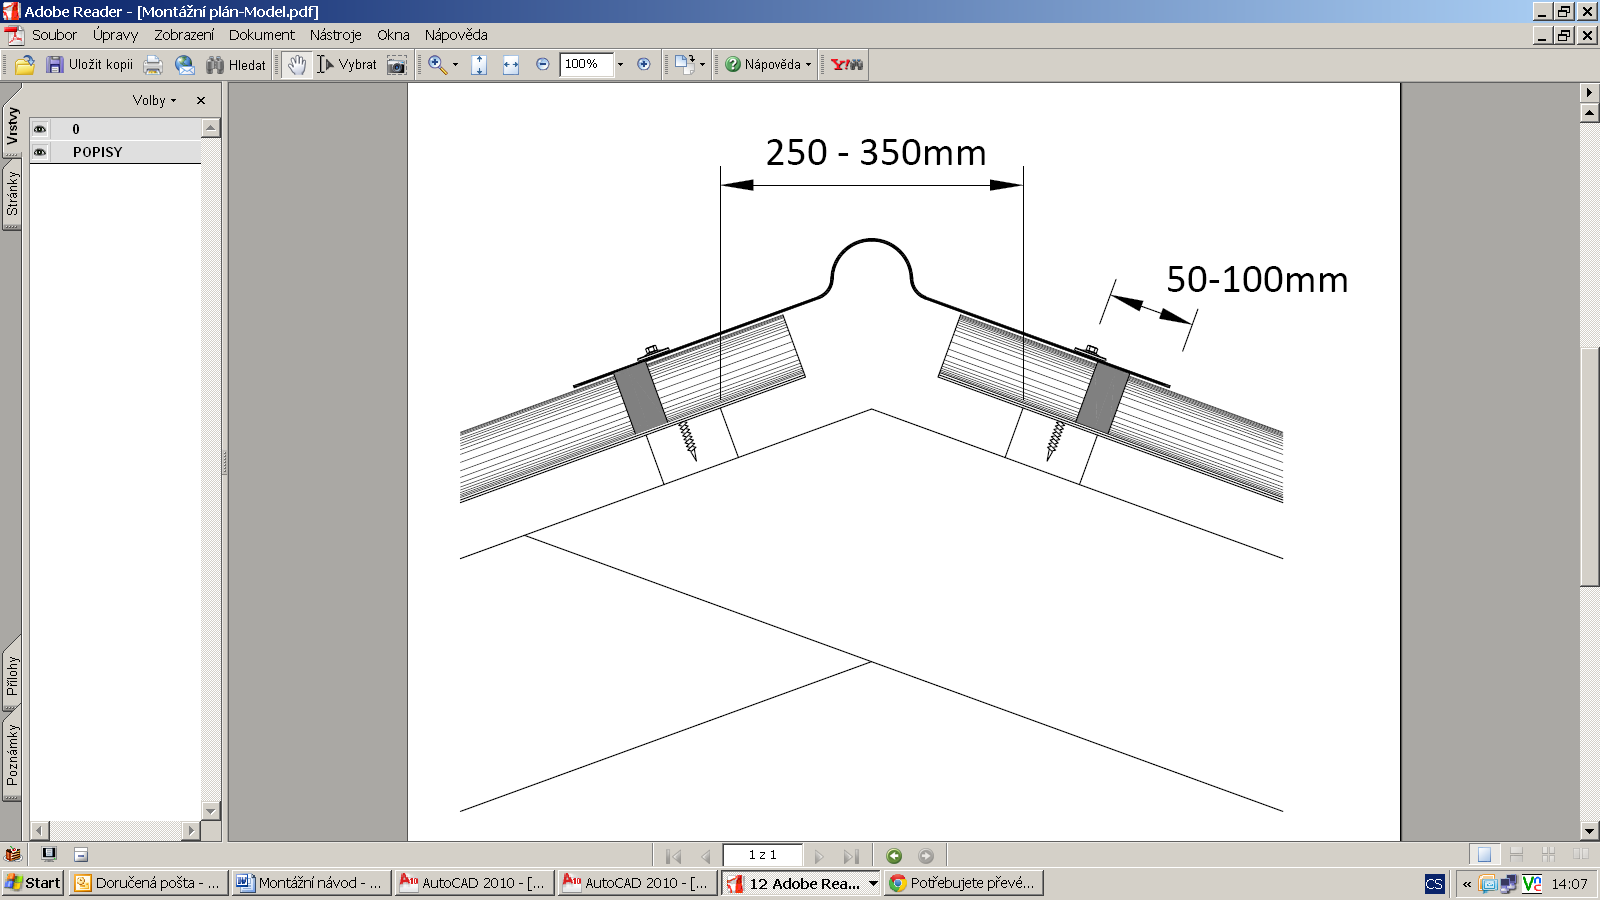 Adobe Reader - [Montážní plán-Model.pdf]
Soubor Úpravy Zobrazení Dokument Nástroje Okna Nápověda
Uložit kopii Hledat Vybrat 100% Nápověda Y!
Volby
0
POPISY
Vrstvy
Stránky
Přílohy
Poznámky
250 - 350mm
50-100mm
1 z 1
Start Doručená pošta - ... Montážní návod - ... AutoCAD 2010 - [... AutoCAD 2010 - [... 12 Adobe Rea... Potřebujete převé... CS « 14:07